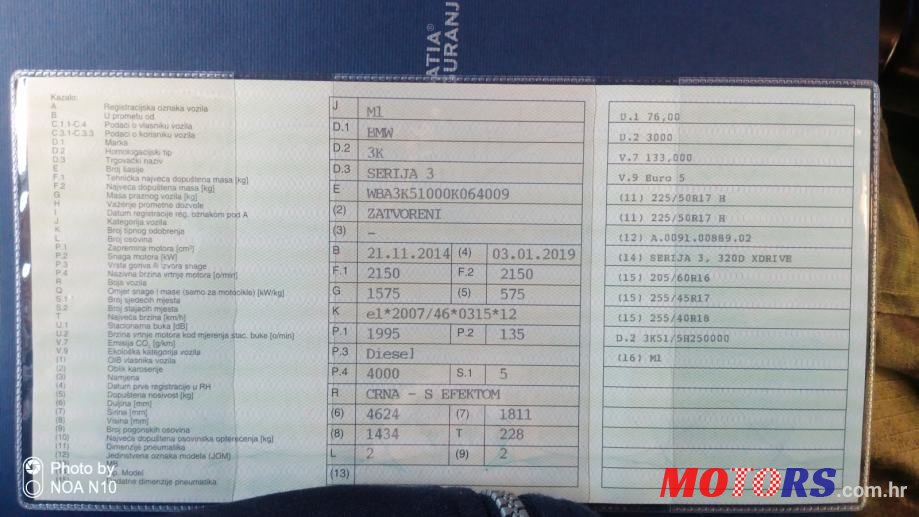 ATIA®
URANJ
Kazalo:
A Registracijska oznaka vozila
B U prometu od
C.1.1-C.4 Podaci o vlasniku vozila
C.3.1-C.3.3 Podaci o korisniku vozila
D.1 Marka
D.2 Homologacijski tip
D.3 Trgovački naziv
E Broj šasije
F.1 Tehnička najveća dopuštena masa [kg]
F.2 Najveća dopuštena masa [kg]
G Masa praznog vozila [kg]
H Važenje prometne dozvole
I Datum registracije reg. oznakom pod A
J Kategorija vozila
K Broj tipnog odobrenja
L Broj osovina
P.1 Zapremina motora [cm³]
P.2 Snaga motora [kW]
P.3 Vrsta goriva ili izvora snage
P.4 Nazivna brzina vrtnje motora [o/min]
R Boja vozila
Q Omjer snage i mase (samo za motocikle) [kW/kg]
S.1 Broj sjedećih mjesta
S.2 Broj stajaćih mjesta
T Najveća brzina [km/h]
U.1 Stacionarna buka [dB]
U.2 Brzina vrtnje motora kod mjerenja stac. buke [o/min]
V.7 Emisija CO₂ [g/km]
V.9 Ekološka kategorija vozila
(1) OIB vlasnika vozila
(2) Oblik karoserije
(3) Namjena
(4) Datum prve registracije u RH
(5) Dopuštena nosivost [kg]
(6) Duljina [mm]
(7) Širina [mm]
(8) Visina [mm]
(9) Broj pogonskih osovina
(10) Najveća dopuštena osovinska opterećenja [kg]
(11) Dimenzije pneumatika
(12) Jedinstvena oznaka modela (JOM)
Model
dimenzije pneumatika
J M1
D.1 BMW
D.2 3K
D.3 SERIJA 3
E WBA3K51000K064009
(2) ZATVORENI
(3) –
B 21.11.2014 (4) 03.01.2019
F.1 2150 F.2 2150
G 1575 (5) 575
K e1*2007/46*0315*12
P.1 1995 P.2 135
P.3 Diesel
P.4 4000 S.1 5
R CRNA - S EFEKTOM
(6) 4624 (7) 1811
(8) 1434 T 228
L 2 (9) 2
(13)
D.1 76,00
D.2 3000
V.7 133,000
V.9 Euro 5
(11) 225/50R17 H
(11) 225/50R17 H
(12) A.0091.00889.02
(14) SERIJA 3, 320D XDRIVE
(15) 205/60R16
(15) 255/45R17
(15) 255/40R18
D.2 3K51/5H250000
(16) M1
Photo by
NOA N10
MOTORS.com.hr